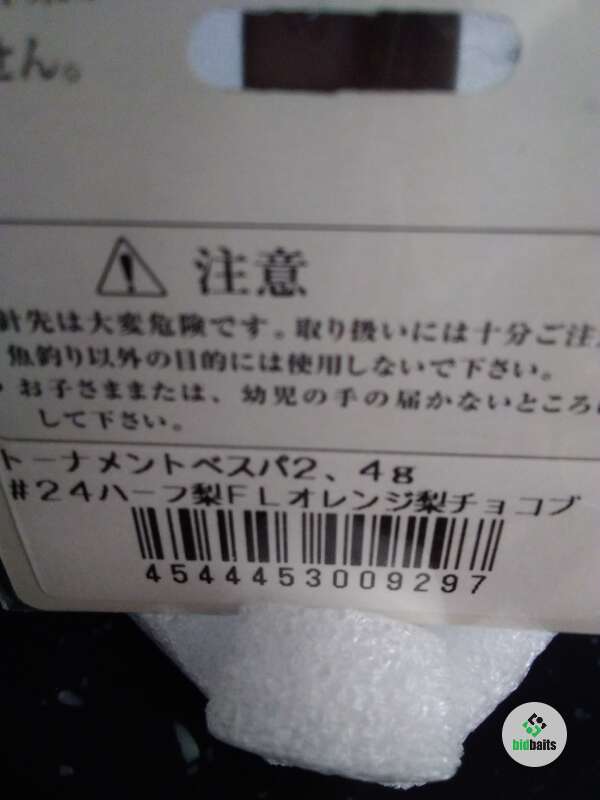 せん。
注意
針先は大変危険です。取り扱いには十分ご注
魚釣り以外の目的には使用しないで下さい。
お子さままたは、幼児の手の届かないところに
して下さい。
トーナメントベスパ2、4g
#24ハーフ梨FLオレンジ梨チョコブ
4544453009297
bidbaits